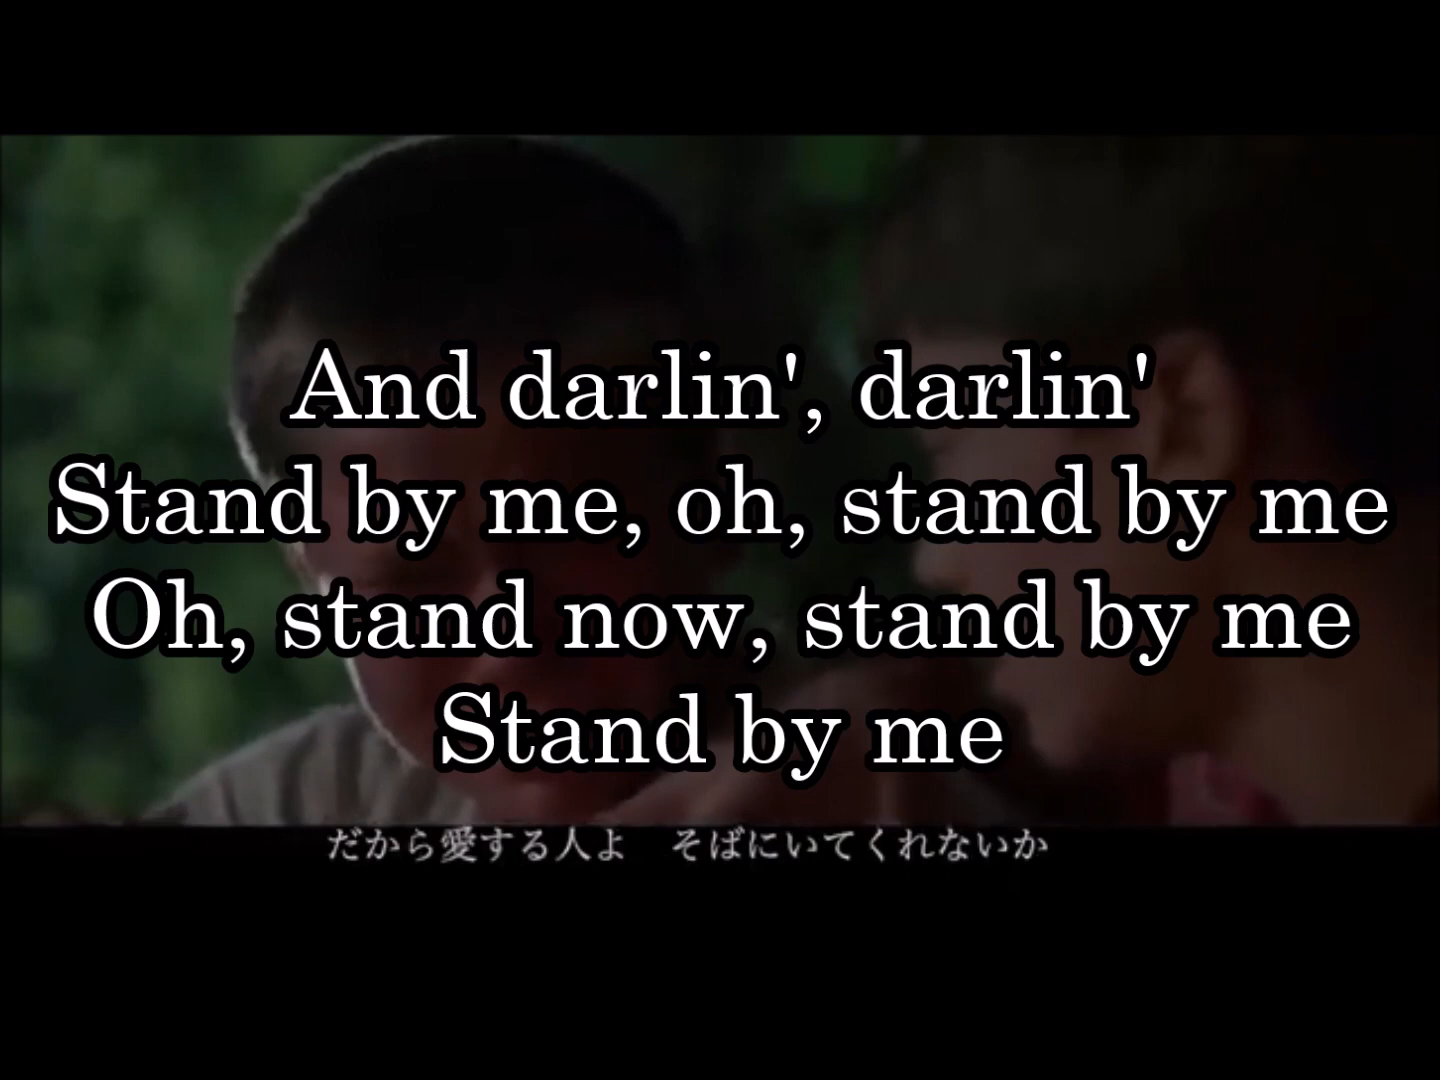 And darlin', darlin'
Stand by me, oh, stand by me
Oh, stand now, stand by me
Stand by me
だから愛する人よ　そばにいてくれないか